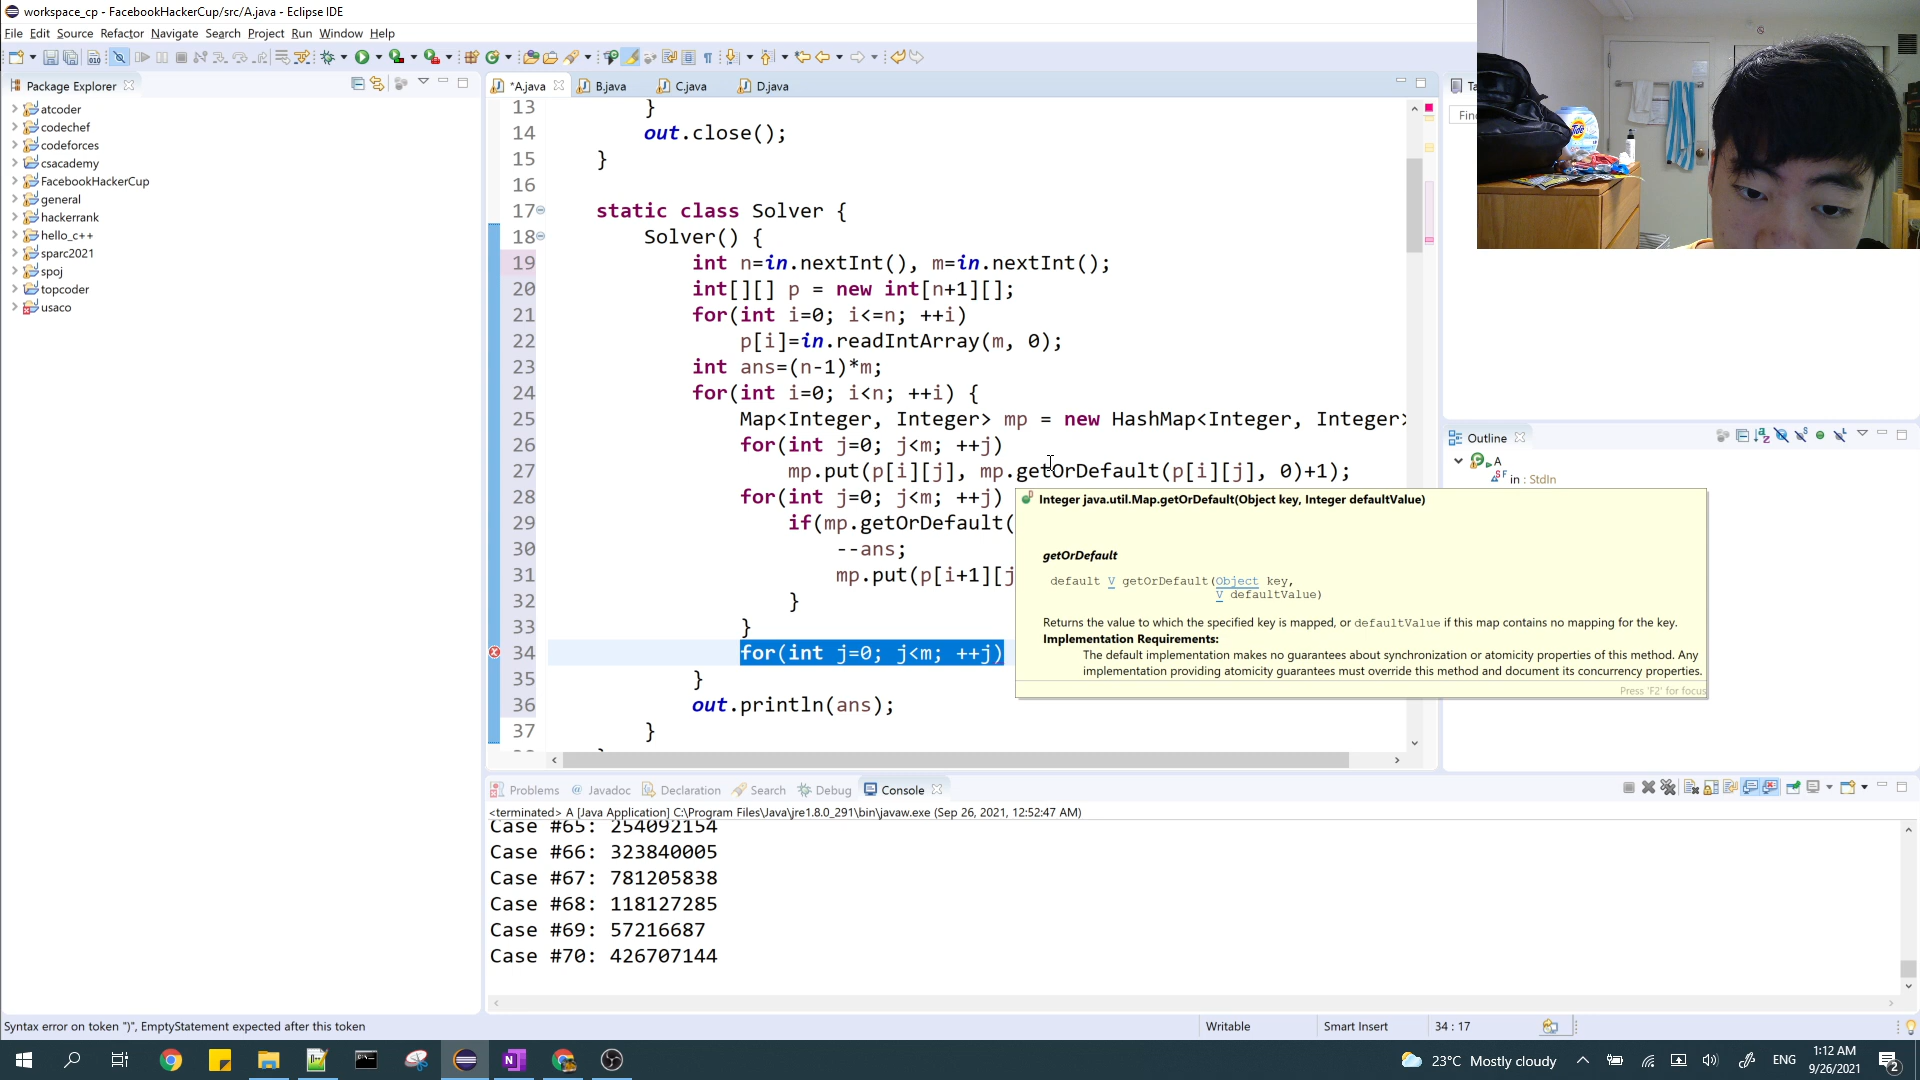 workspace_cp - FacebookHackerCup/src/A.java - Eclipse IDE
File Edit Source Refactor Navigate Search Project Run Window Help
Package Explorer
*A.java B.java C.java D.java
atcoder
codechef
codeforces
csacademy
FacebookHackerCup
general
hackerrank
hello_c++
sparc2021
spoj
topcoder
usaco
13 }
14 out.close();
15 }
16
17 static class Solver {
18 Solver() {
19 int n=in.nextInt(), m=in.nextInt();
20 int[][] p = new int[n+1][];
21 for(int i=0; i<=n; ++i)
22 p[i]=in.readIntArray(m, 0);
23 int ans=(n-1)*m;
24 for(int i=0; i<n; ++i) {
25 Map<Integer, Integer> mp = new HashMap<Integer, Integer>
26 for(int j=0; j<m; ++j)
27 mp.put(p[i][j], mp.getOrDefault(p[i][j], 0)+1);
28 for(int j=0; j<m; ++j)
29 if(mp.getOrDefault(
30 --ans;
31 mp.put(p[i+1][j
32 }
33 }
34 for(int j=0; j<m; ++j)
35 }
36 out.println(ans);
37 }
Integer java.util.Map.getOrDefault(Object key, Integer defaultValue)
getOrDefault
default V getOrDefault(Object key,
V defaultValue)
Returns the value to which the specified key is mapped, or defaultValue if this map contains no mapping for the key.
Implementation Requirements:
The default implementation makes no guarantees about synchronization or atomicity properties of this method. Any
implementation providing atomicity guarantees must override this method and document its concurrency properties.
Press 'F2' for focus
Ta
Find
Tide
Outline
A
in : StdIn
Problems Javadoc Declaration Search Debug Console
<terminated> A [Java Application] C:\Program Files\Java\jre1.8.0_291\bin\javaw.exe (Sep 26, 2021, 12:52:47 AM)
Case #65: 254092154
Case #66: 323840005
Case #67: 781205838
Case #68: 118127285
Case #69: 57216687
Case #70: 426707144
Syntax error on token ")", EmptyStatement expected after this token
Writable Smart Insert 34 : 17
23°C Mostly cloudy ENG
1:12 AM
9/26/2021
2